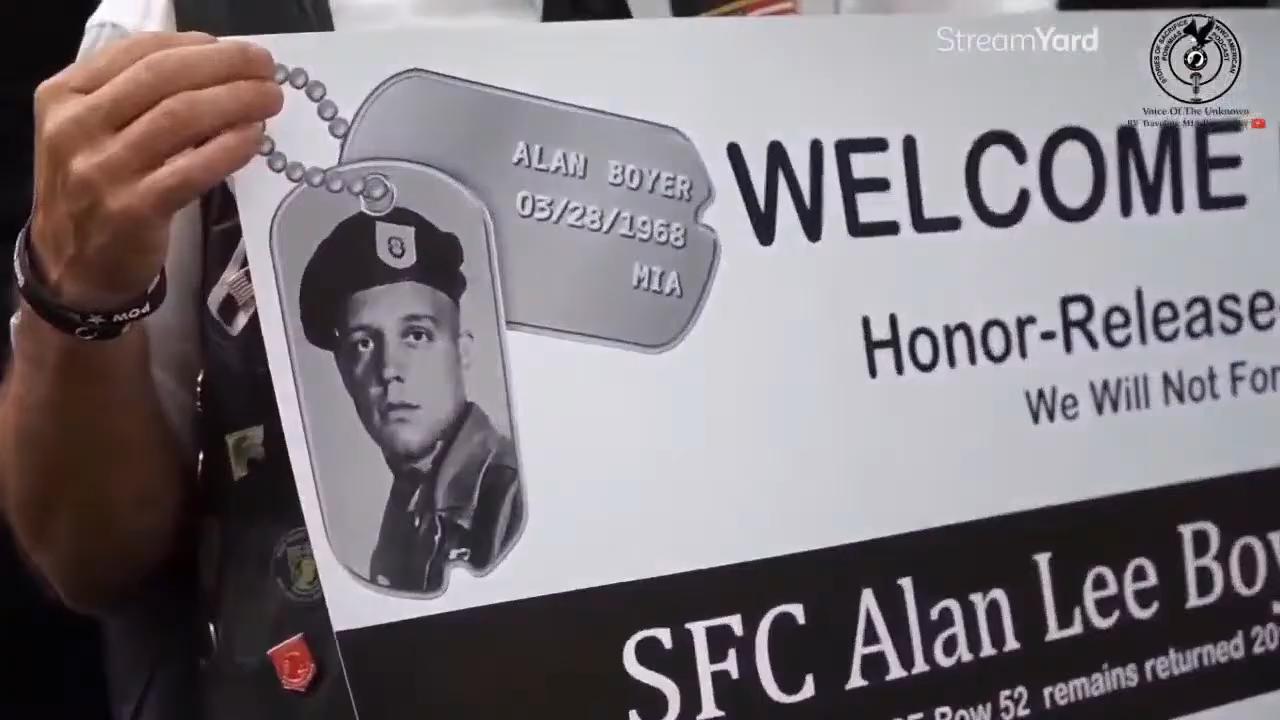 StreamYard
Voice Of The Unknown
ALAN BOYER
03/28/1968
MIA
WELCOME
Honor-Release
We Will Not For
POW
SFC Alan Lee Boy
Row 52 remains returned 20